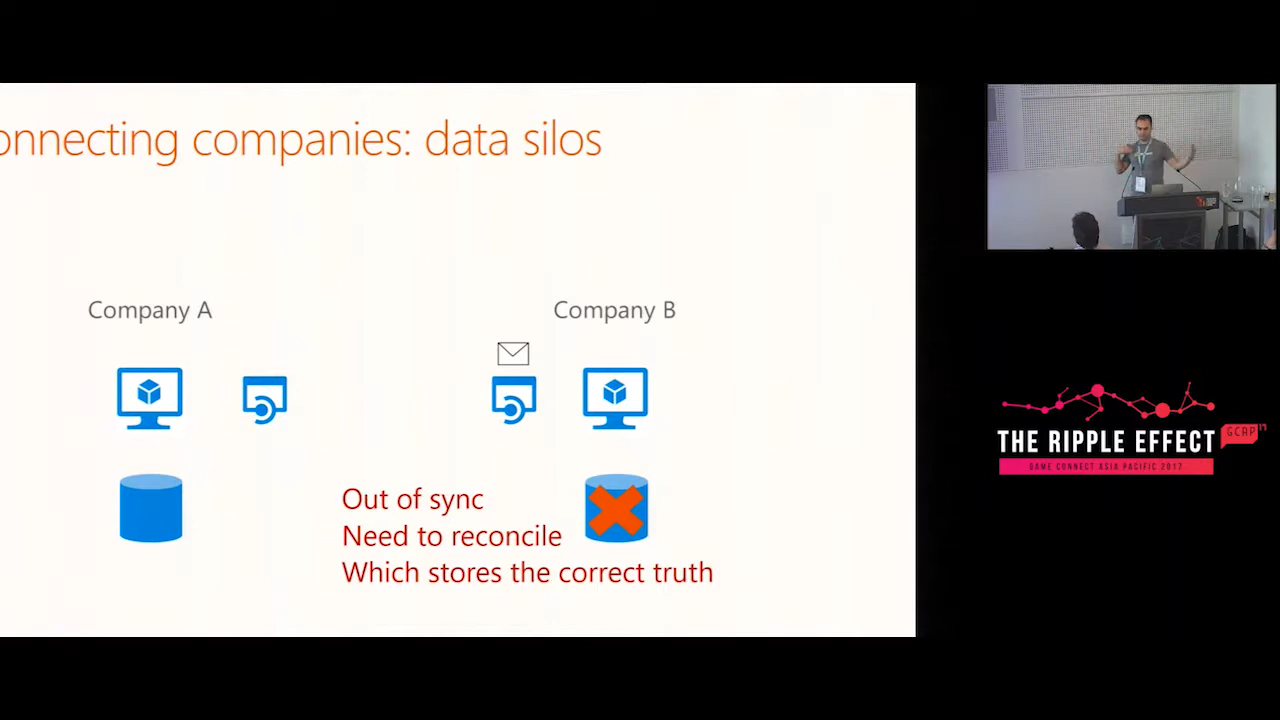 onnecting companies: data silos
Company A
Company B
Out of sync
Need to reconcile
Which stores the correct truth
THE RIPPLE EFFECT
GCAP17
GAME CONNECT ASIA PACIFIC 2017